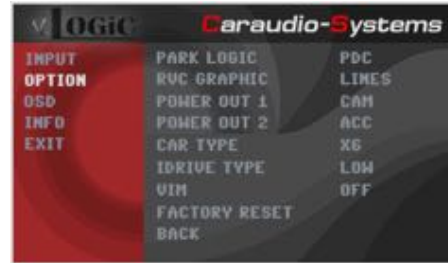 v.LOGiC Caraudio-Systems
INPUT
OPTION
OSD
INFO
EXIT
PARK LOGIC PDC
RVC GRAPHIC LINES
POWER OUT 1 CAM
POWER OUT 2 ACC
CAR TYPE X6
IDRIVE TYPE LOW
VIM OFF
FACTORY RESET
BACK